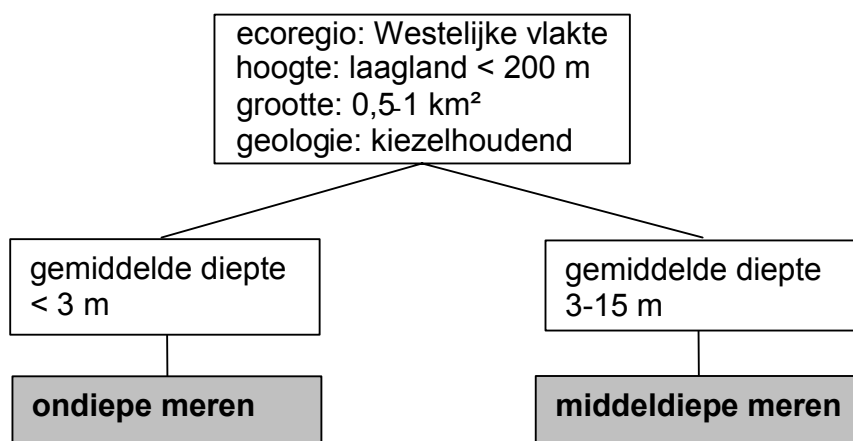 ecoregio: Westelijke vlakte
hoogte: laagland < 200 m
grootte: 0,5-1 km²
geologie: kiezelhoudend
gemiddelde diepte
< 3 m
gemiddelde diepte
3-15 m
ondiepe meren
middeldiepe meren